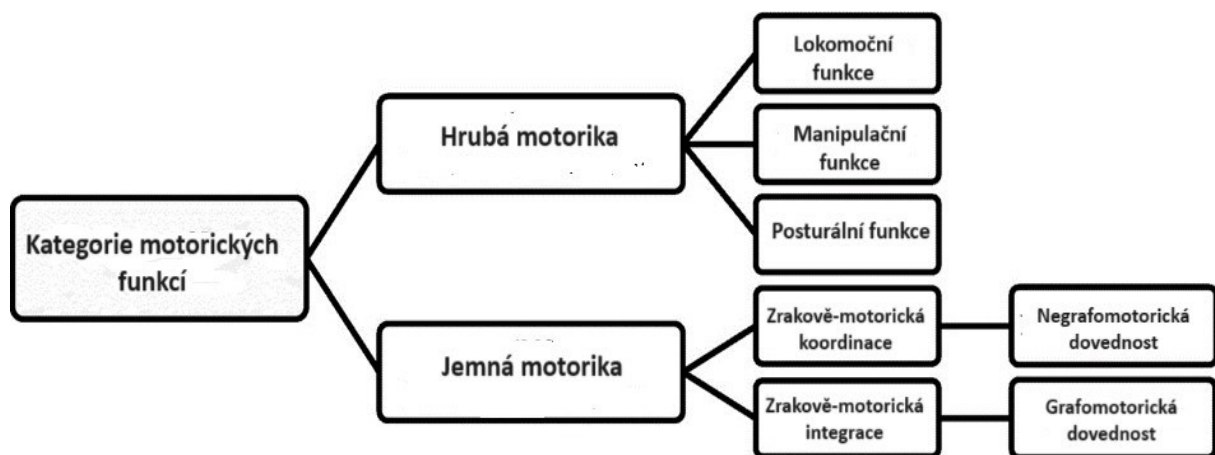 Kategorie motorických
funkcí
Hrubá motorika
Lokomoční
funkce
Manipulační
funkce
Posturální funkce
Jemná motorika
Zrakově-motorická
koordinace
Negrafomotorická
dovednost
Zrakově-motorická
integrace
Grafomotorická
dovednost